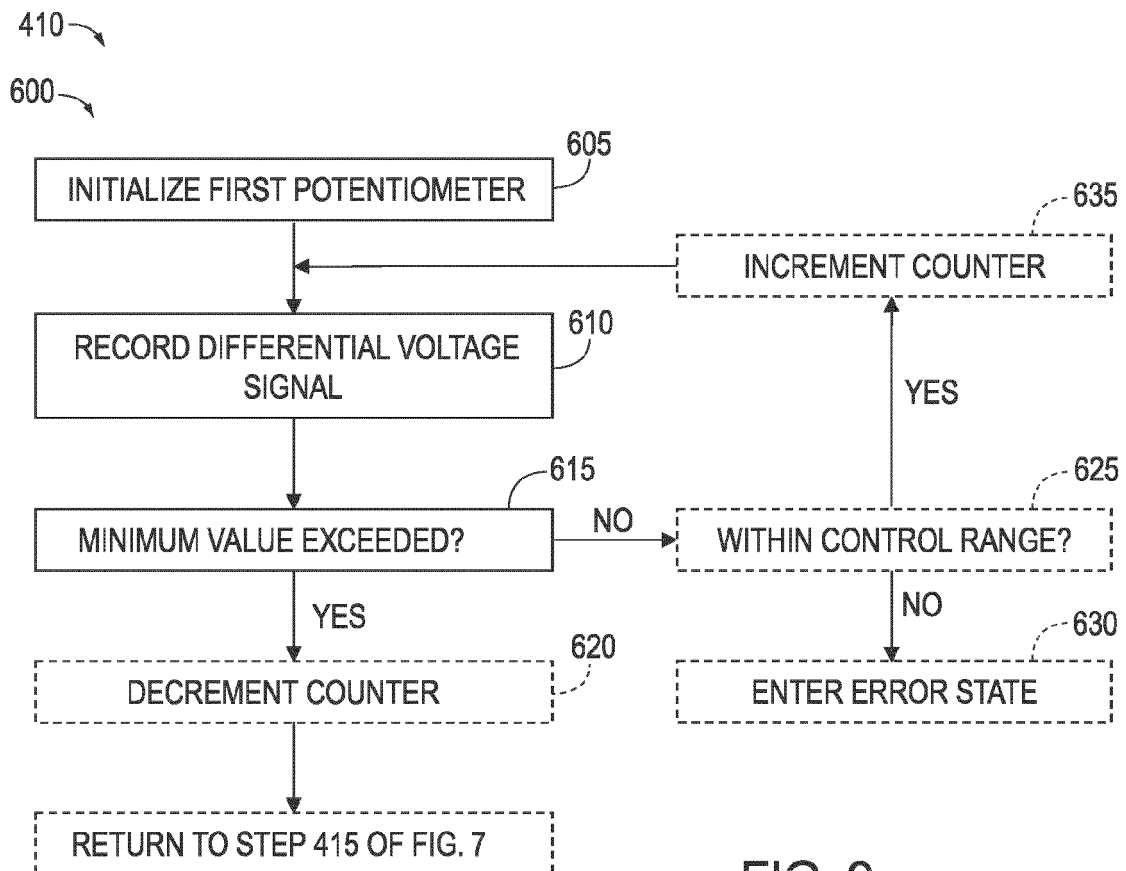 410
600
605
INITIALIZE FIRST POTENTIOMETER
635
INCREMENT COUNTER
610
RECORD DIFFERENTIAL VOLTAGE
SIGNAL
YES
615
625
MINIMUM VALUE EXCEEDED?
NO
WITHIN CONTROL RANGE?
YES
NO
620
630
DECREMENT COUNTER
ENTER ERROR STATE
RETURN TO STEP 415 OF FIG. 7
FIG.